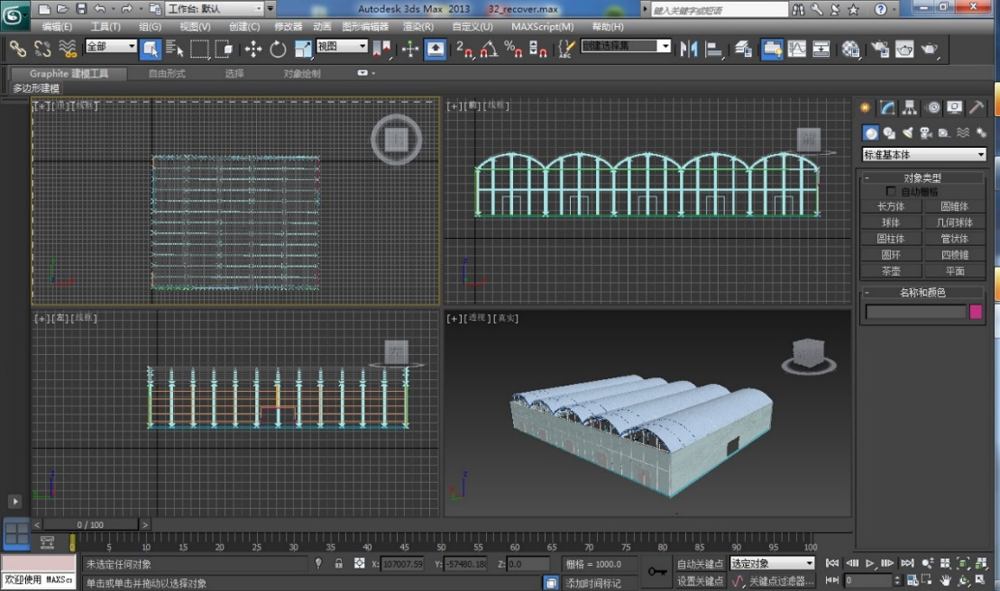 工作台: 默认
Autodesk 3ds Max 2013    32_recover.max
键入关键字或短语
编辑(E) 工具(T) 组(G) 视图(V) 创建(C) 修改器 动画 图形编辑器 渲染(R) 自定义(U) MAXScript(M) 帮助(H)
全部
视图
创建选择集
Graphite 建模工具 自由形式 选择 对象绘制
多边形建模
[+][顶][线框]
[+][前][线框]
标准基本体
对象类型
自动栅格
长方体 圆锥体
球体 几何球体
圆柱体 管状体
圆环 四棱锥
茶壶 平面
名称和颜色
[+][左][线框]
[+][透视][真实]
0 / 100
0 5 10 15 20 25 30 35 40 45 50 55 60 65 70 75 80 85 90 95 100
未选定任何对象
X: 107007.59 Y: -57480.18 Z: 0.0
栅格 = 1000.0
自动关键点 选定对象
欢迎使用 MAXSc
单击或单击并拖动以选择对象
添加时间标记
设置关键点 关键点过滤器...
0